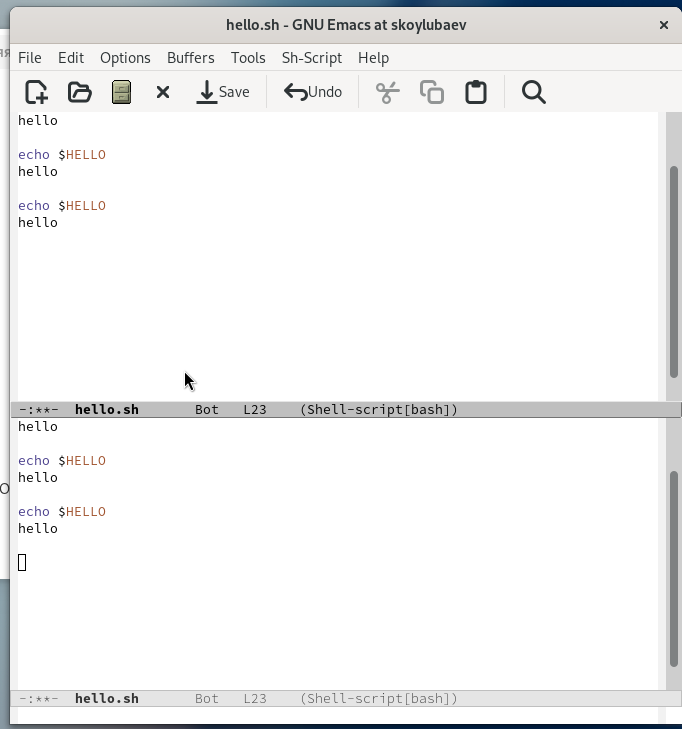 hello.sh - GNU Emacs at skoylubaev
File Edit Options Buffers Tools Sh-Script Help
Save Undo
hello
echo $HELLO
hello
echo $HELLO
hello
-:**-  hello.sh       Bot   L23    (Shell-script[bash])
hello
echo $HELLO
hello
echo $HELLO
hello
-:**-  hello.sh       Bot   L23    (Shell-script[bash])